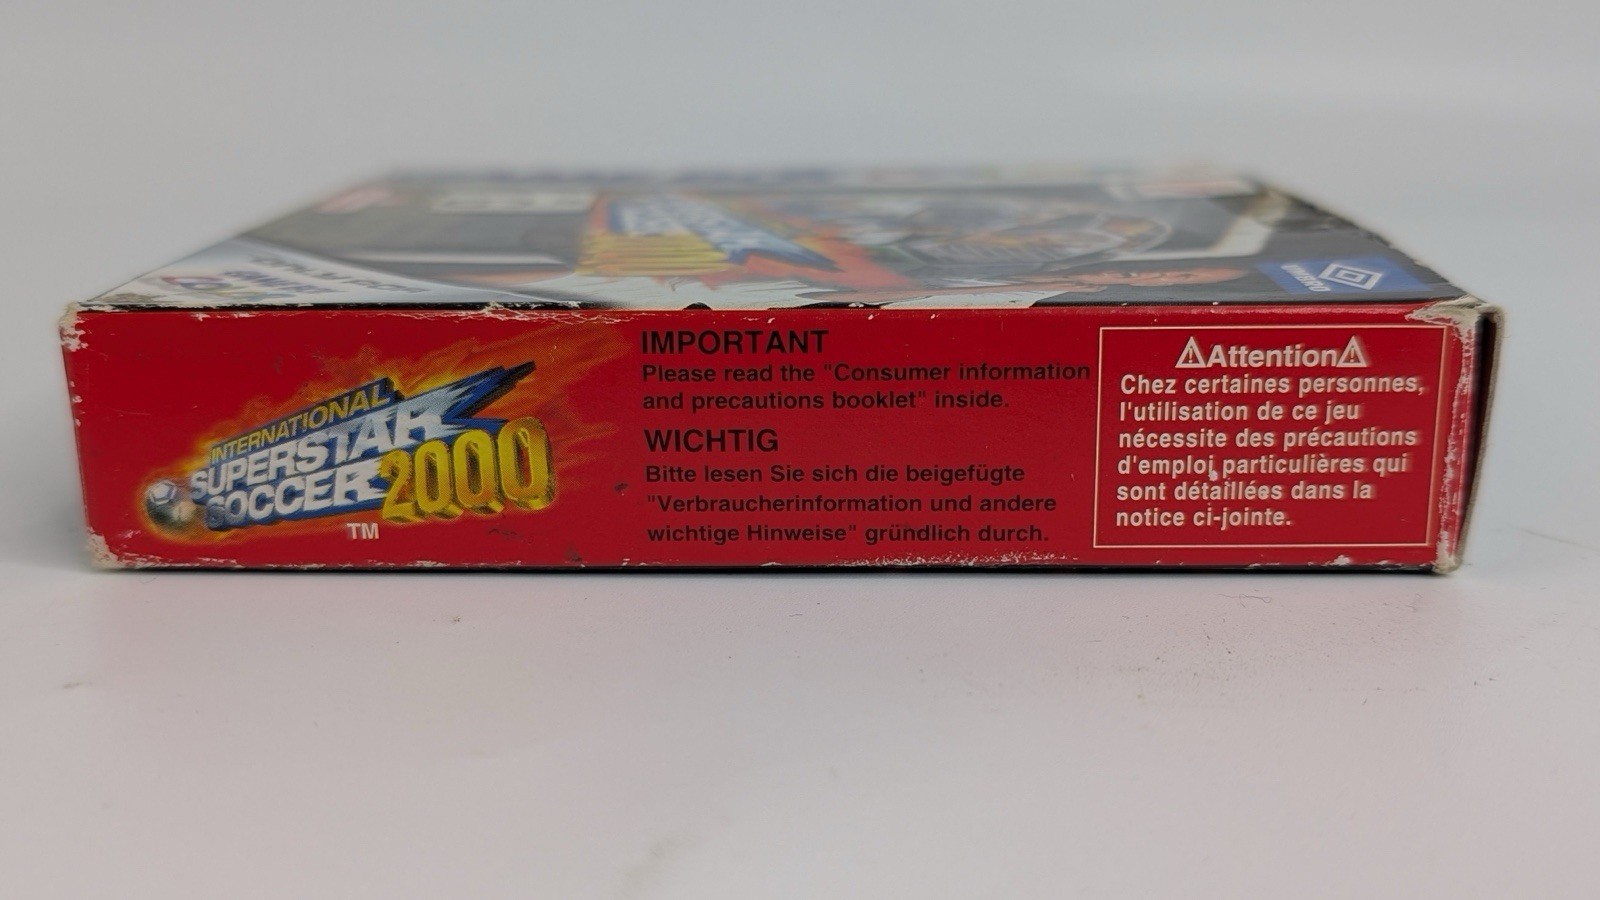 INTERNATIONAL
SUPERSTAR
SOCCER 2000
TM
IMPORTANT
Please read the "Consumer information
and precautions booklet" inside.
WICHTIG
Bitte lesen Sie sich die beigefügte
"Verbraucherinformation und andere
wichtige Hinweise" gründlich durch.
⚠Attention⚠
Chez certaines personnes,
l'utilisation de ce jeu
nécessite des précautions
d'emploi particulières qui
sont détaillées dans la
notice ci-jointe.
UMBRO